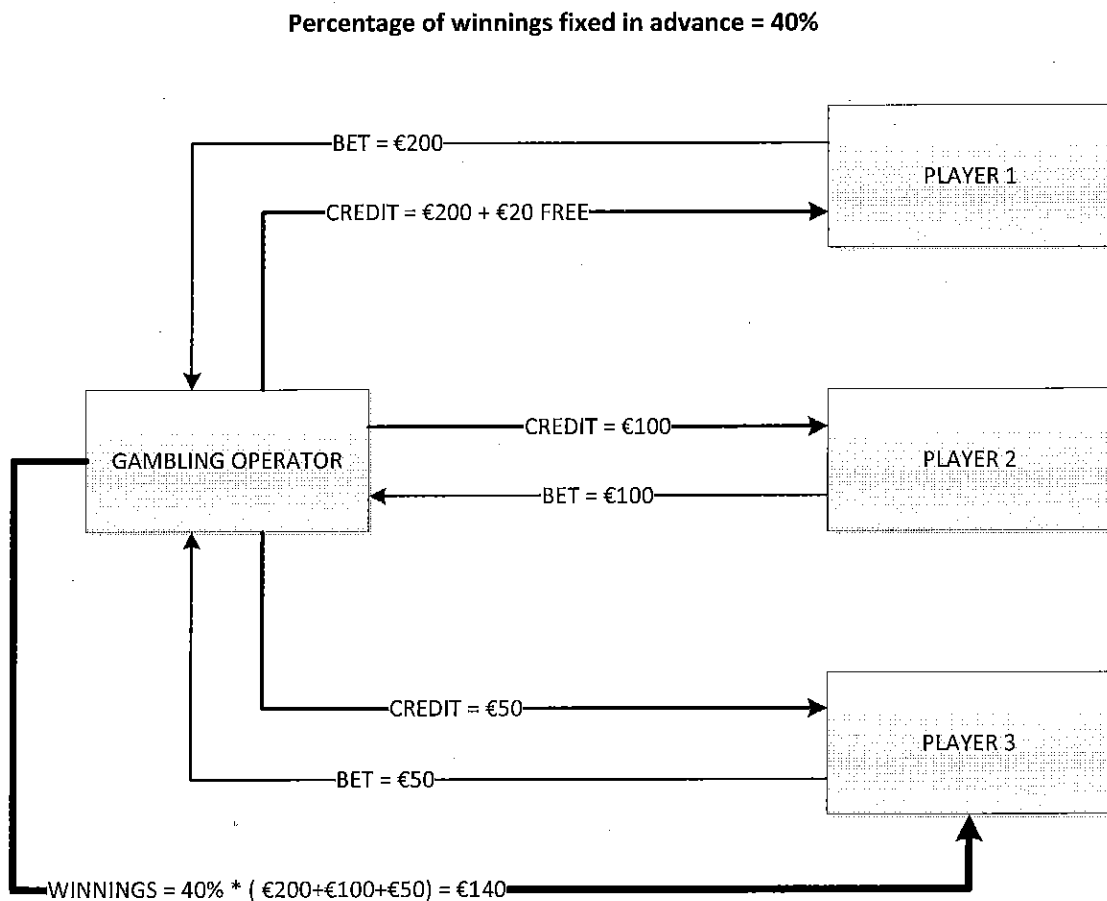 Percentage of winnings fixed in advance = 40%
BET = €200
PLAYER 1
CREDIT = €200 + €20 FREE
CREDIT = €100
GAMBLING OPERATOR
PLAYER 2
BET = €100
CREDIT = €50
PLAYER 3
BET = €50
WINNINGS = 40% * ( €200+€100+€50) = €140